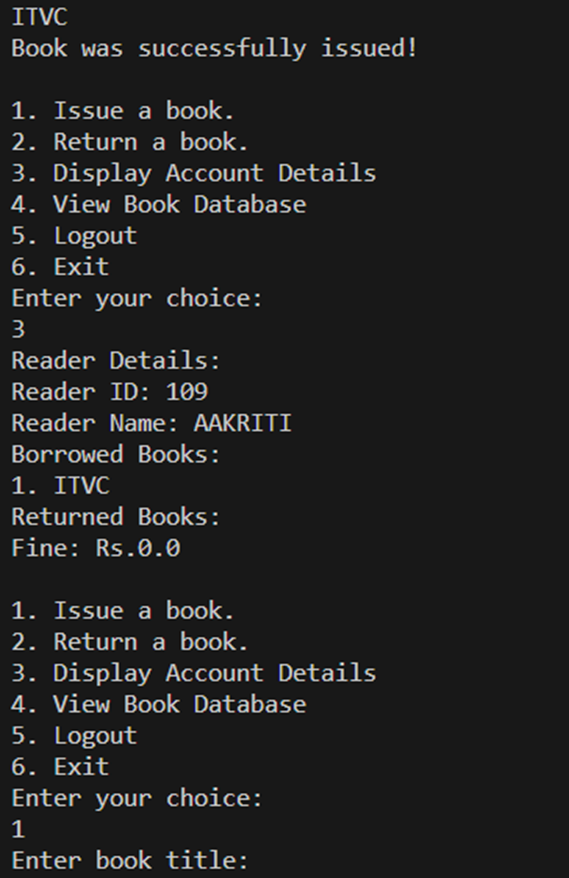 ITVC
Book was successfully issued!
1. Issue a book.
2. Return a book.
3. Display Account Details
4. View Book Database
5. Logout
6. Exit
Enter your choice:
3
Reader Details:
Reader ID: 109
Reader Name: AAKRITI
Borrowed Books:
1. ITVC
Returned Books:
Fine: Rs.0.0
1. Issue a book.
2. Return a book.
3. Display Account Details
4. View Book Database
5. Logout
6. Exit
Enter your choice:
1
Enter book title: